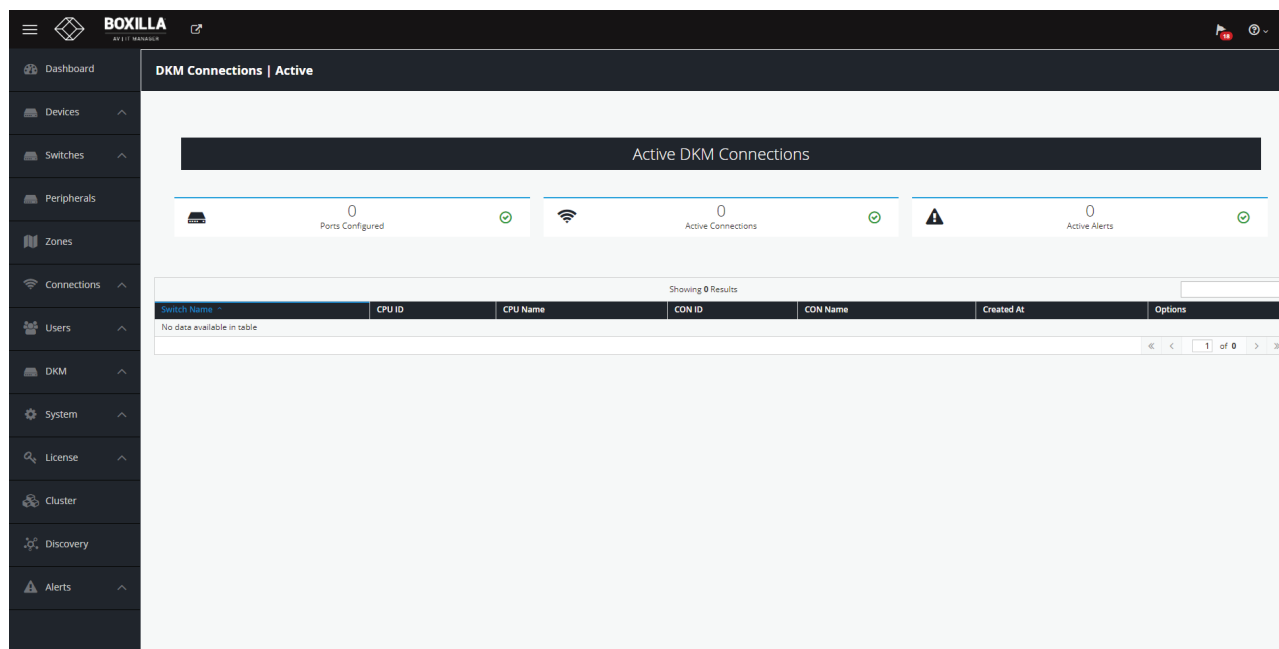 BOXILLA
AV | IT MANAGER
18
Dashboard
DKM Connections | Active
Devices
Switches
Active DKM Connections
Peripherals
0
Ports Configured
0
Active Connections
0
Active Alerts
Zones
Connections
Showing 0 Results
Switch Name CPU ID CPU Name CON ID CON Name Created At Options
Users
No data available in table
1 of 0
DKM
System
License
Cluster
Discovery
Alerts